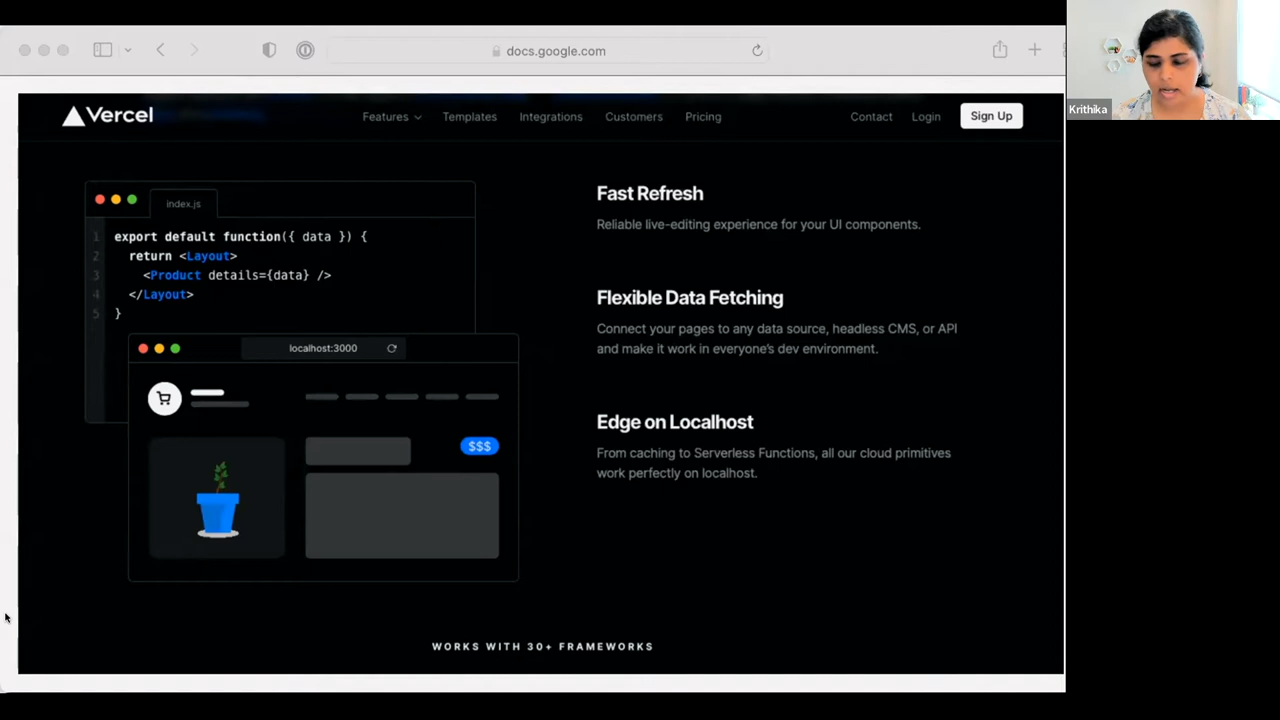 docs.google.com
Krithika
Vercel
Features
Templates
Integrations
Customers
Pricing
Contact
Login
Sign Up
index.js
1 export default function({ data }) {
2 return <Layout>
3 <Product details={data} />
4 </Layout>
5 }
localhost:3000
$$$
Fast Refresh
Reliable live-editing experience for your UI components.
Flexible Data Fetching
Connect your pages to any data source, headless CMS, or API
and make it work in everyone's dev environment.
Edge on Localhost
From caching to Serverless Functions, all our cloud primitives
work perfectly on localhost.
WORKS WITH 30+ FRAMEWORKS